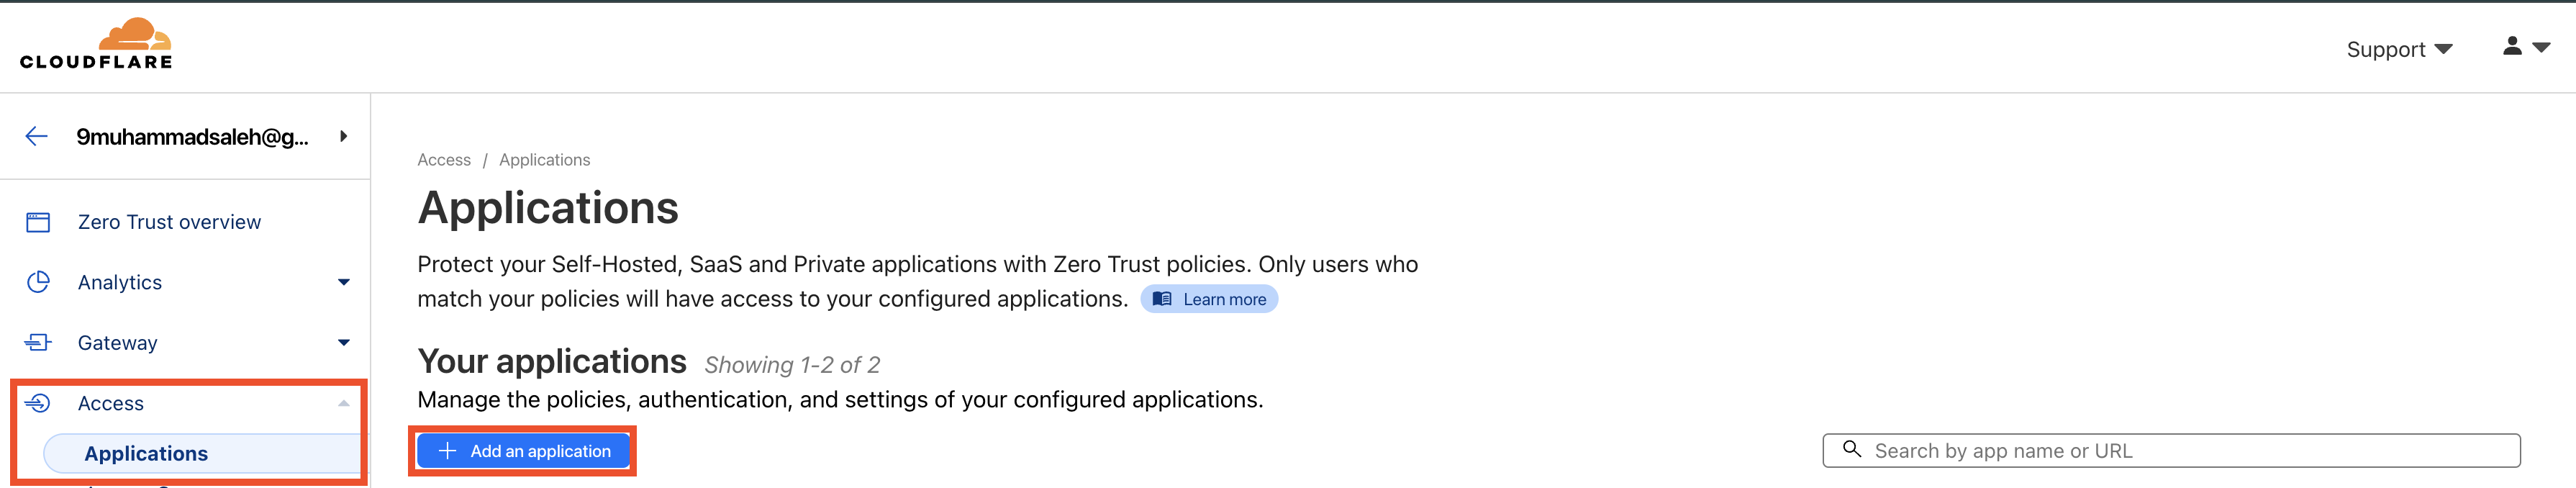 CLOUDFLARE
Support
9muhammadsaleh@g...
Zero Trust overview
Analytics
Gateway
Access
Applications
Access / Applications
Applications
Protect your Self-Hosted, SaaS and Private applications with Zero Trust policies. Only users who
match your policies will have access to your configured applications. Learn more
Your applications Showing 1-2 of 2
Manage the policies, authentication, and settings of your configured applications.
Add an application
Search by app name or URL